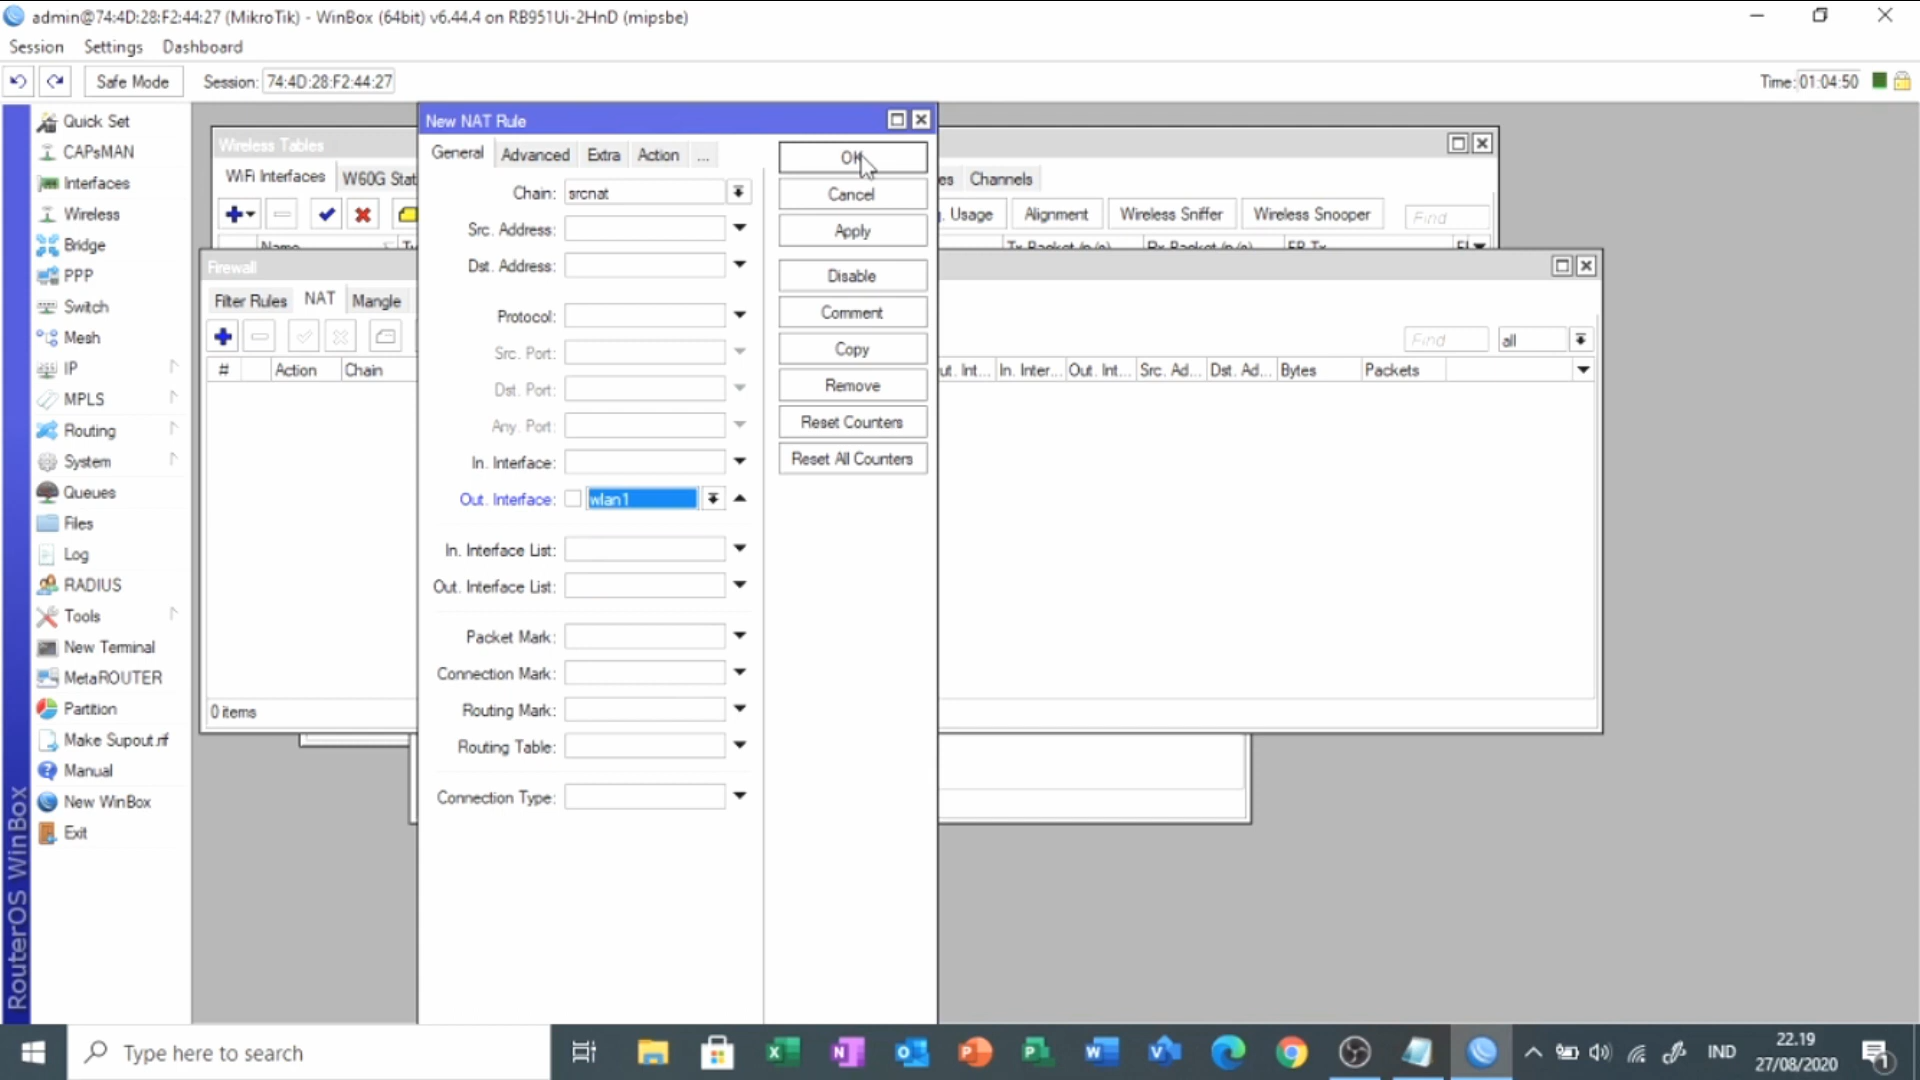 admin@74:4D:28:F2:44:27 (MikroTik) - WinBox (64bit) v6.44.4 on RB951Ui-2HnD (mipsbe)
Session Settings Dashboard
Safe Mode Session: 74:4D:28:F2:44:27 Time: 01:04:50
Quick Set
CAPsMAN
Interfaces
Wireless
Bridge
PPP
Switch
Mesh
IP
MPLS
Routing
System
Queues
Files
Log
RADIUS
Tools
New Terminal
MetaROUTER
Partition
Make Supout.rif
Manual
New WinBox
Exit
RouterOS WinBox
Wireless Tables
WiFi Interfaces W60G Stat Channels
. Usage Alignment Wireless Sniffer Wireless Snooper Find
Firewall
Filter Rules NAT Mangle
Find all
# Action Chain ut. Int... In. Inter... Out. Int... Src. Ad... Dst. Ad... Bytes Packets
0 items
New NAT Rule
General Advanced Extra Action ...
Chain: srcnat
Src. Address:
Dst. Address:
Protocol:
Src. Port:
Dst. Port:
Any. Port:
In. Interface:
Out. Interface: wlan1
In. Interface List:
Out. Interface List:
Packet Mark:
Connection Mark:
Routing Mark:
Routing Table:
Connection Type:
OK
Cancel
Apply
Disable
Comment
Copy
Remove
Reset Counters
Reset All Counters
Type here to search
IND
22.19
27/08/2020
1